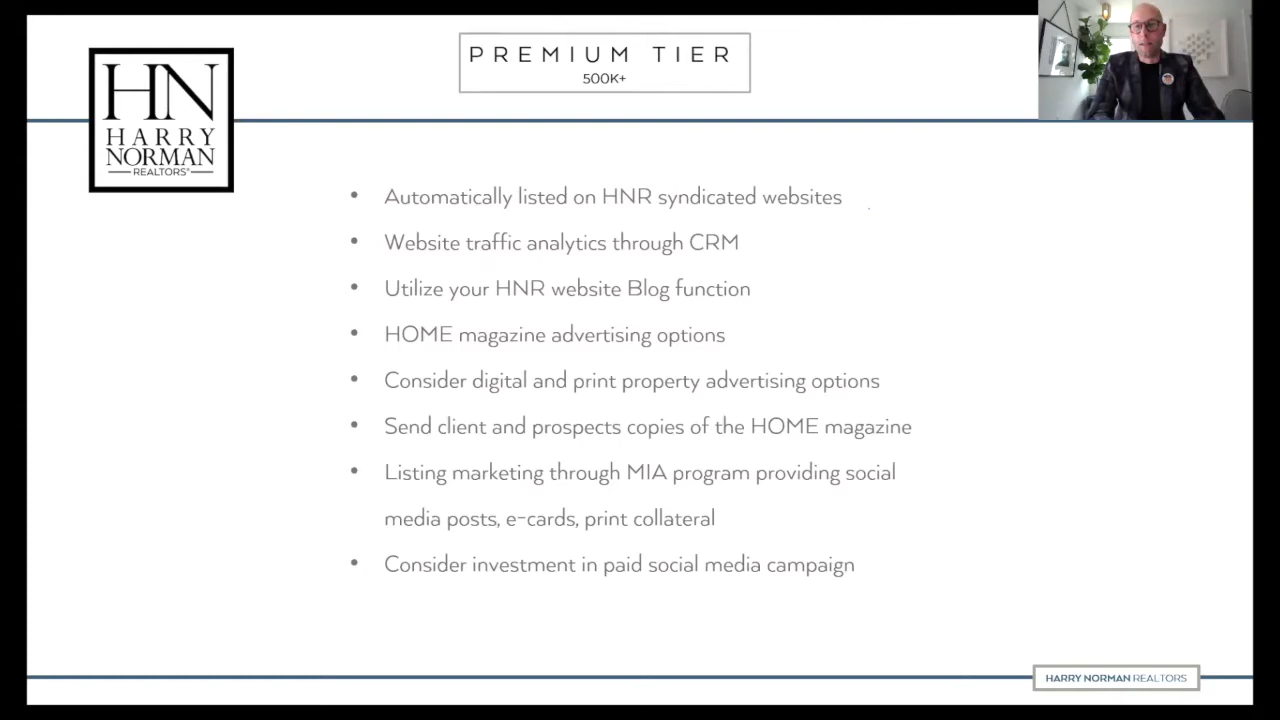 PREMIUM TIER
500K+
HN
HARRY
NORMAN
REALTORS®
• Automatically listed on HNR syndicated websites
• Website traffic analytics through CRM
• Utilize your HNR website Blog function
• HOME magazine advertising options
• Consider digital and print property advertising options
• Send client and prospects copies of the HOME magazine
• Listing marketing through MIA program providing social
media posts, e-cards, print collateral
• Consider investment in paid social media campaign
HARRY NORMAN REALTORS